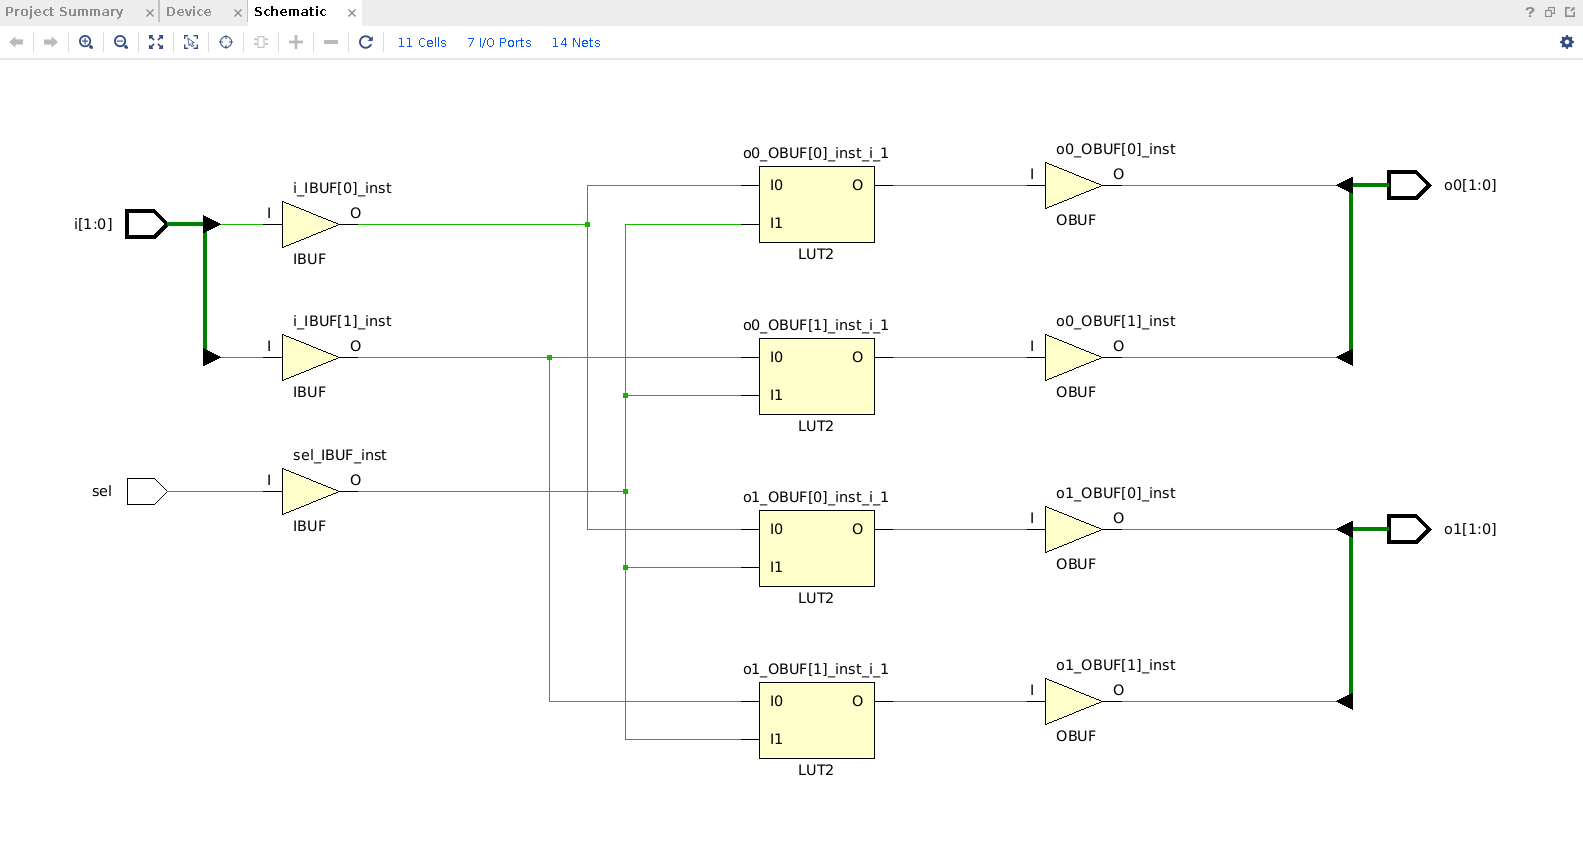 Project Summary × Device × Schematic ×
?
11 Cells 7 I/O Ports 14 Nets
i[1:0]
i_IBUF[0]_inst
I O
IBUF
i_IBUF[1]_inst
I O
IBUF
sel
sel_IBUF_inst
I O
IBUF
o0_OBUF[0]_inst_i_1
I0 O
I1
LUT2
o0_OBUF[1]_inst_i_1
I0 O
I1
LUT2
o1_OBUF[0]_inst_i_1
I0 O
I1
LUT2
o1_OBUF[1]_inst_i_1
I0 O
I1
LUT2
o0_OBUF[0]_inst
I O
OBUF
o0_OBUF[1]_inst
I O
OBUF
o1_OBUF[0]_inst
I O
OBUF
o1_OBUF[1]_inst
I O
OBUF
o0[1:0]
o1[1:0]